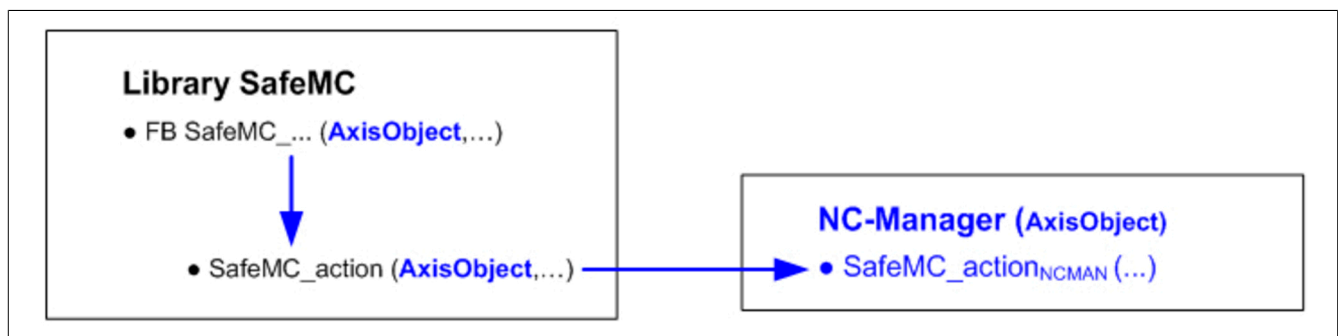 Library SafeMC
● FB SafeMC_... (AxisObject,...)
● SafeMC_action (AxisObject,...)
NC-Manager (AxisObject)
● SafeMC_actionNCMAN (...)